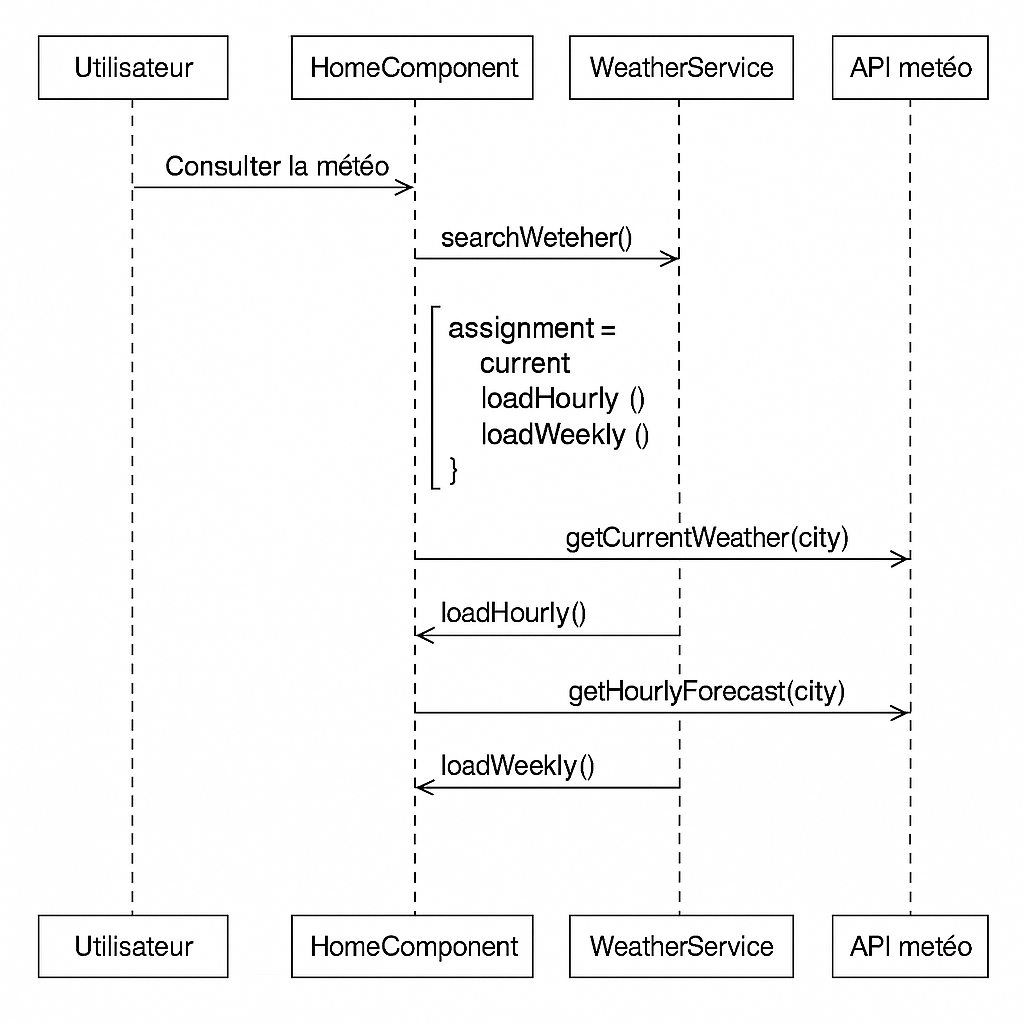 Utilisateur
HomeComponent
WeatherService
API metéo
Consulter la météo
searchWeteher()
assignment =
current
loadHourly ()
loadWeekly ()
}
getCurrentWeather(city)
loadHourly()
getHourlyForecast(city)
loadWeekly()
Utilisateur
HomeComponent
WeatherService
API metéo